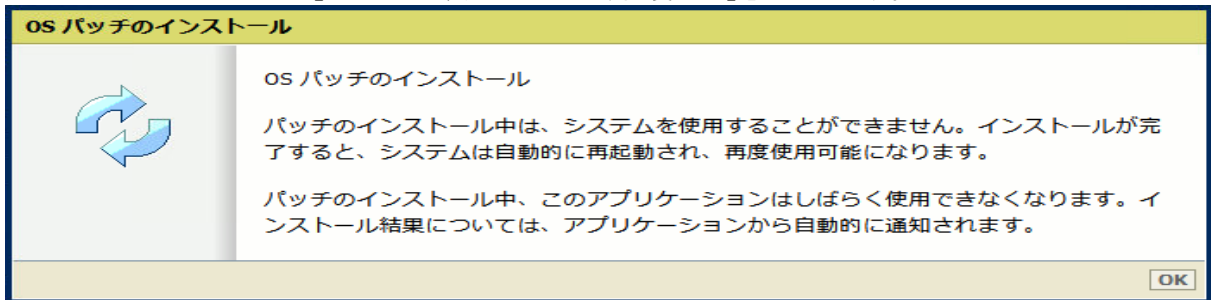 OS パッチのインストール
OS パッチのインストール
パッチのインストール中は、システムを使用することができません。インストールが完
了すると、システムは自動的に再起動され、再度使用可能になります。
パッチのインストール中、このアプリケーションはしばらく使用できなくなります。イ
ンストール結果については、アプリケーションから自動的に通知されます。
OK